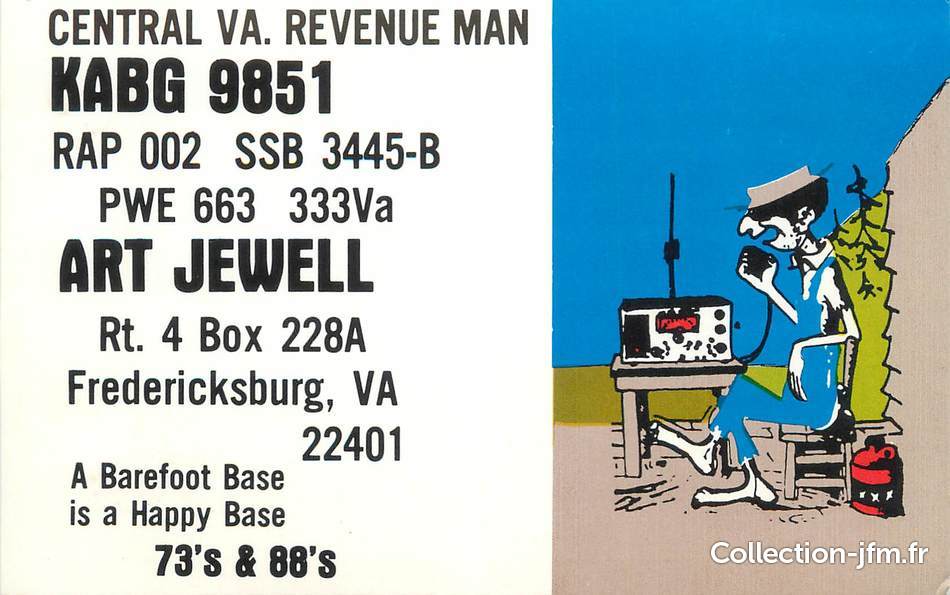 CENTRAL VA. REVENUE MAN
KABG 9851
RAP 002 SSB 3445-B
PWE 663 333Va
ART JEWELL
Rt. 4 Box 228A
Fredericksburg, VA
22401
A Barefoot Base
is a Happy Base
73's & 88's
XXX
Collection-jfm.fr